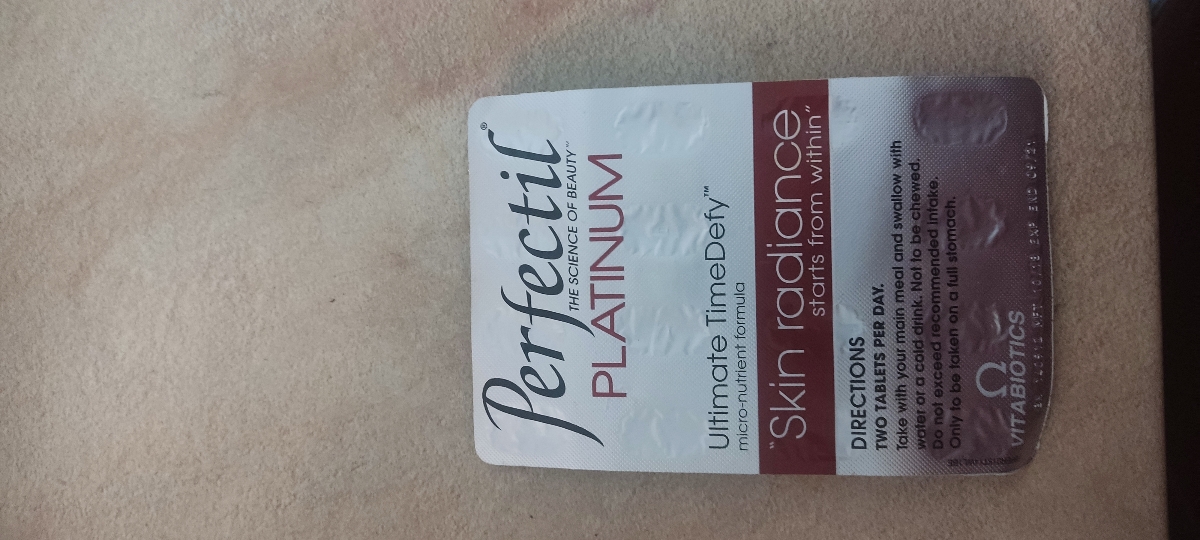 Perfectil®
THE SCIENCE OF BEAUTY™
PLATINUM
Ultimate TimeDefy™
micro-nutrient formula
"Skin radiance
starts from within"
DIRECTIONS
TWO TABLETS PER DAY.
Take with your main meal and swallow with
water or a cold drink. Not to be chewed.
Do not exceed recommended intake.
Only to be taken on a full stomach.
Ω
VITABIOTICS